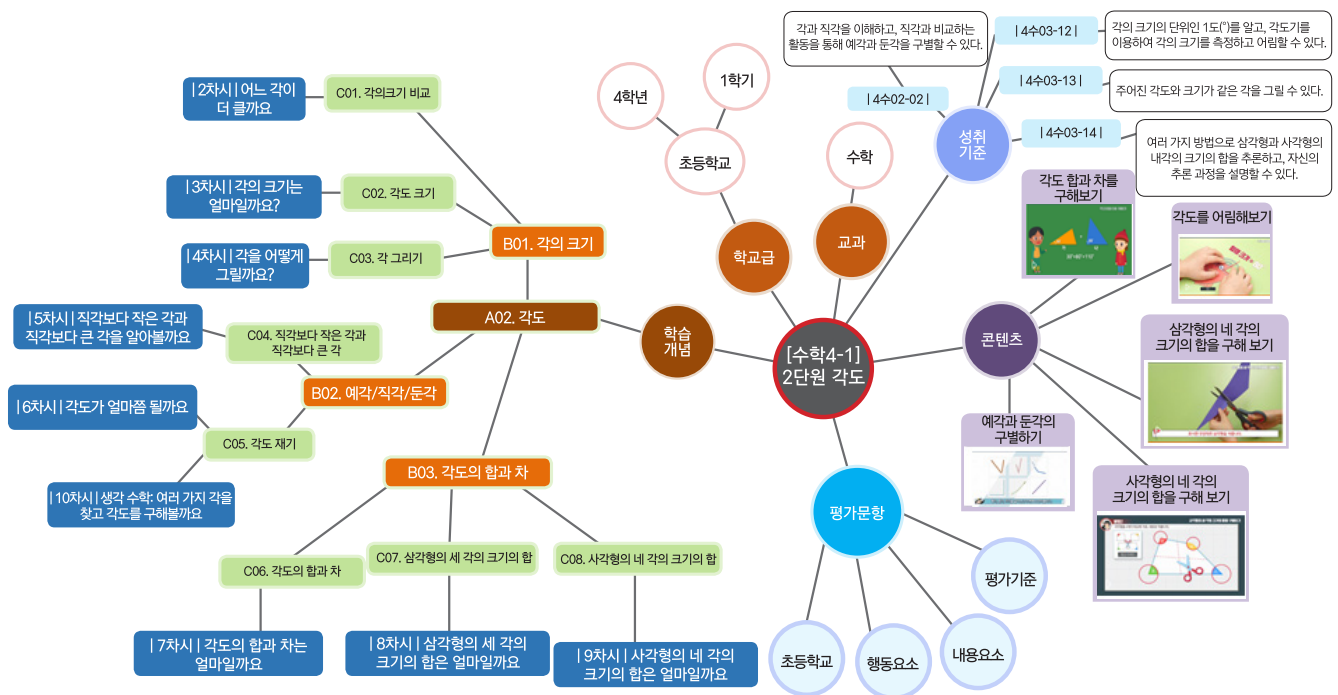 각과 직각을 이해하고, 직각과 비교하는
활동을 통해 예각과 둔각을 구별할 수 있다.
| 4수03-12 |
각의 크기의 단위인 1도(°)를 알고, 각도기를
이용하여 각의 크기를 측정하고 어림할 수 있다.
| 4수03-13 |
주어진 각도와 크기가 같은 각을 그릴 수 있다.
| 4수02-02 |
| 4수03-14 |
여러 가지 방법으로 삼각형과 사각형의
내각의 크기의 합을 추론하고, 자신의
추론 과정을 설명할 수 있다.
성취
기준
4학년
1학기
초등학교
수학
학교급
교과
| 2차시 | 어느 각이
더 클까요
C01. 각의크기 비교
| 3차시 | 각의 크기는
얼마일까요?
C02. 각도 크기
| 4차시 | 각을 어떻게
그릴까요?
C03. 각 그리기
B01. 각의 크기
A02. 각도
학습
개념
[수학4-1]
2단원 각도
| 5차시 | 직각보다 작은 각과
직각보다 큰 각을 알아볼까요
C04. 직각보다 작은 각과
직각보다 큰 각
B02. 예각/직각/둔각
| 6차시 | 각도가 얼마쯤 될까요
C05. 각도 재기
| 10차시 | 생각 수학: 여러 가지 각을
찾고 각도를 구해볼까요
B03. 각도의 합과 차
C06. 각도의 합과 차
C07. 삼각형의 세 각의 크기의 합
C08. 사각형의 네 각의 크기의 합
| 7차시 | 각도의 합과 차는
얼마일까요
| 8차시 | 삼각형의 세 각의
크기의 합은 얼마일까요
| 9차시 | 사각형의 네 각의
크기의 합은 얼마일까요
콘텐츠
각도 합과 차를
구해보기
각도를 어림해보기
삼각형의 네 각의
크기의 합을 구해 보기
예각과 둔각의
구별하기
사각형의 네 각의
크기의 합을 구해 보기
평가문항
초등학교
행동요소
내용요소
평가기준